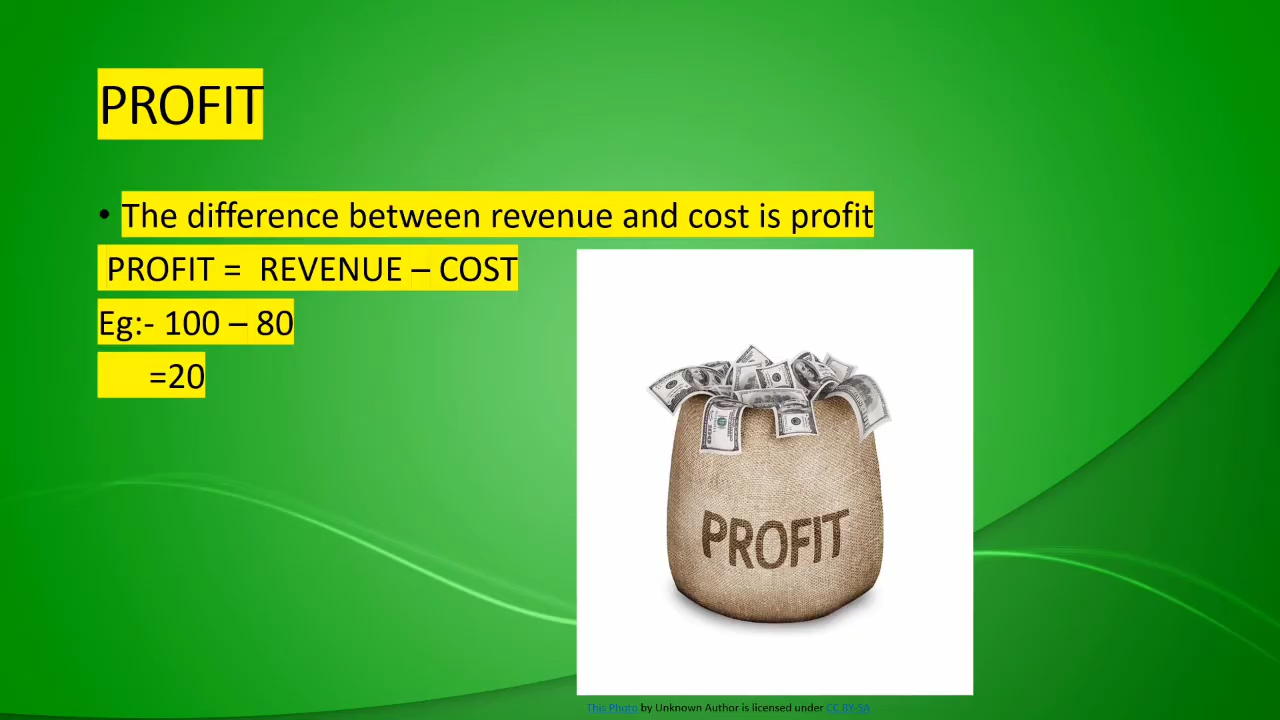 PROFIT
• The difference between revenue and cost is profit
PROFIT = REVENUE – COST
Eg:- 100 – 80
=20
PROFIT
This Photo by Unknown Author is licensed under CC BY-SA